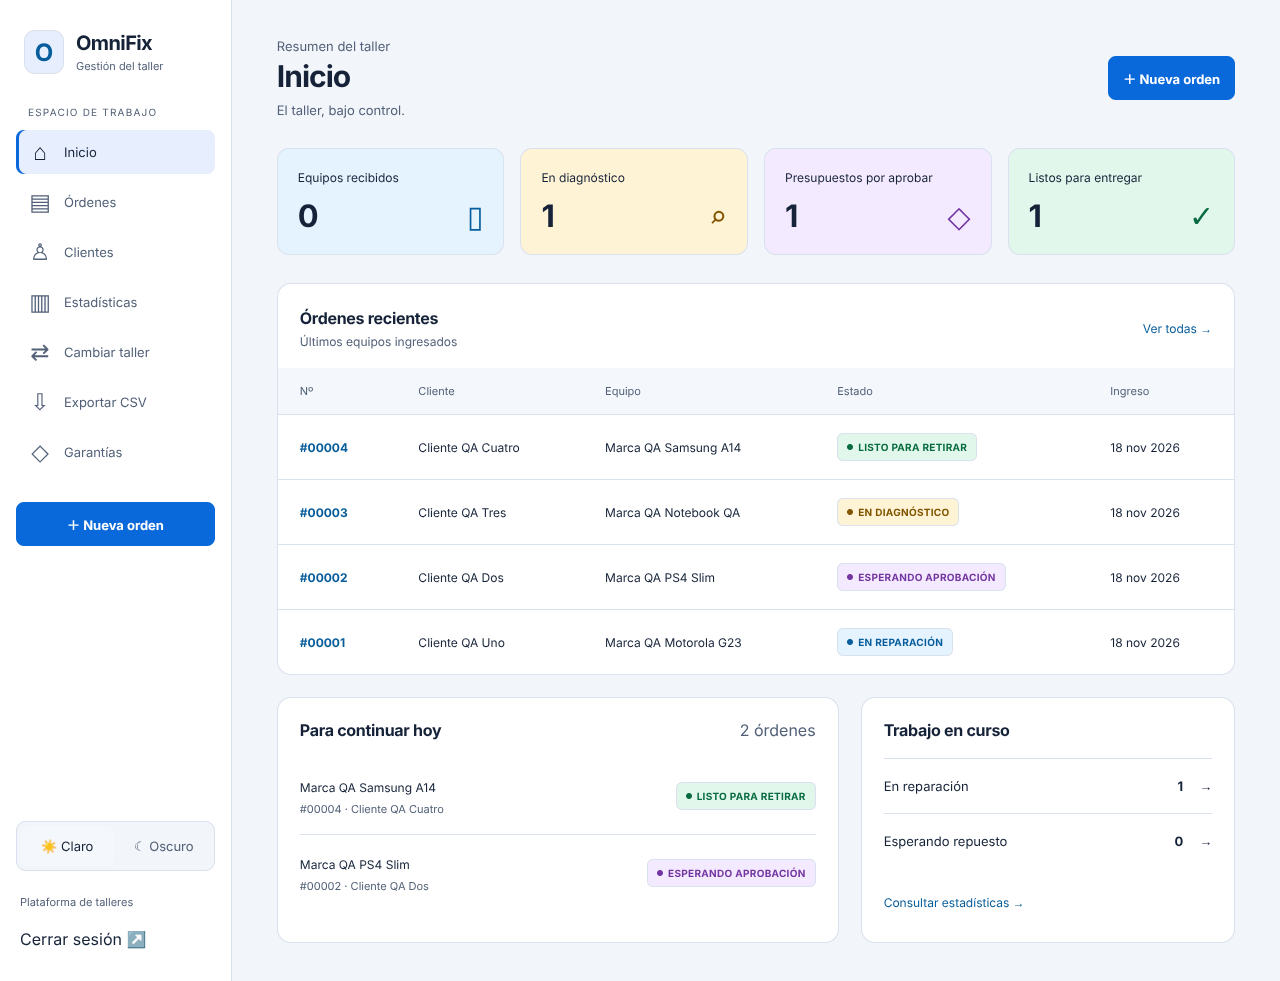 O
OmniFix
Gestión del taller
ESPACIO DE TRABAJO
Inicio
Órdenes
Clientes
Estadísticas
Cambiar taller
Exportar CSV
Garantías
+ Nueva orden
Claro
Oscuro
Plataforma de talleres
Cerrar sesión ↗
Resumen del taller
Inicio
El taller, bajo control.
+ Nueva orden
Equipos recibidos
0
En diagnóstico
1
Presupuestos por aprobar
1
Listos para entregar
1 ✓
Órdenes recientes
Últimos equipos ingresados
Ver todas →
Nº Cliente Equipo Estado Ingreso
#00004 Cliente QA Cuatro Marca QA Samsung A14 LISTO PARA RETIRAR 18 nov 2026
#00003 Cliente QA Tres Marca QA Notebook QA EN DIAGNÓSTICO 18 nov 2026
#00002 Cliente QA Dos Marca QA PS4 Slim ESPERANDO APROBACIÓN 18 nov 2026
#00001 Cliente QA Uno Marca QA Motorola G23 EN REPARACIÓN 18 nov 2026
Para continuar hoy 2 órdenes
Marca QA Samsung A14 LISTO PARA RETIRAR
#00004 · Cliente QA Cuatro
Marca QA PS4 Slim ESPERANDO APROBACIÓN
#00002 · Cliente QA Dos
Trabajo en curso
En reparación 1 →
Esperando repuesto 0 →
Consultar estadísticas →